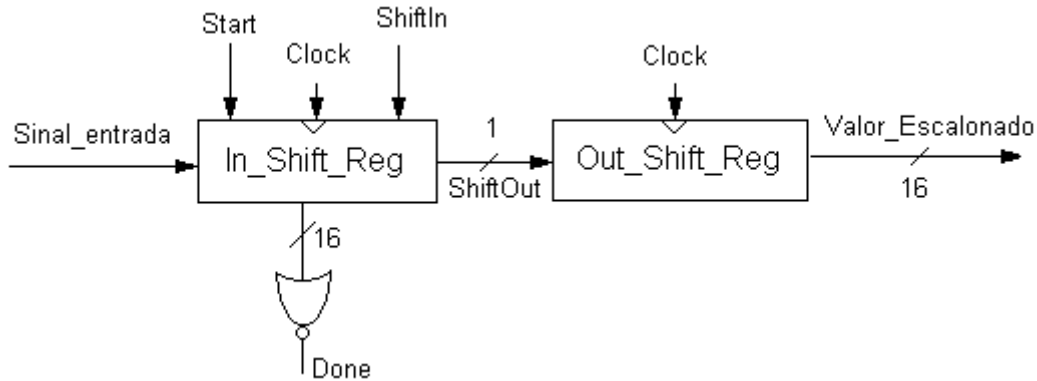 Start
ShiftIn
Clock
Clock
Sinal_entrada
In_Shift_Reg
1
ShiftOut
Out_Shift_Reg
Valor_Escalonado
16
16
Done